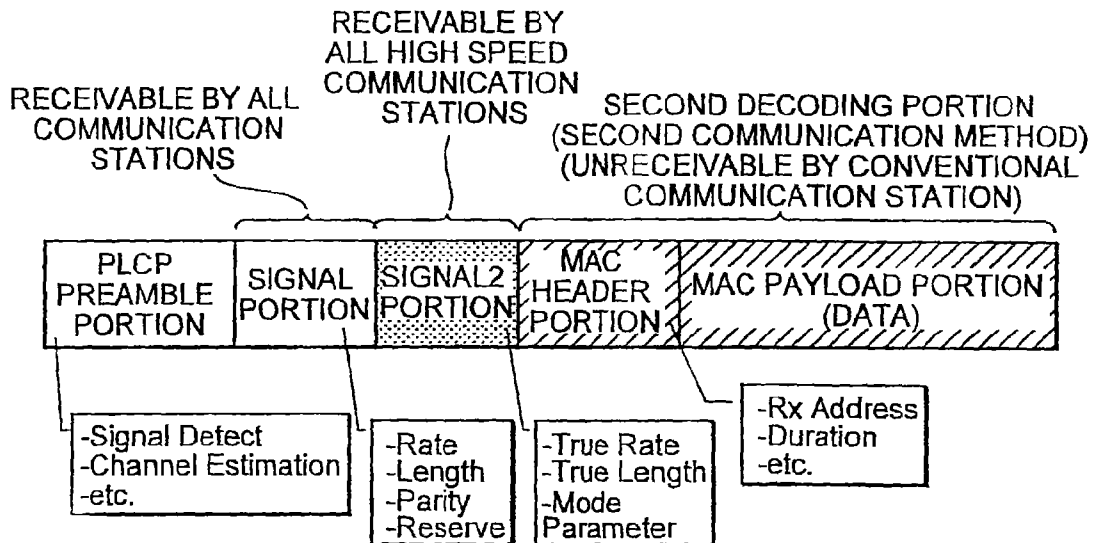 RECEIVABLE BY ALL
COMMUNICATION
STATIONS
RECEIVABLE BY
ALL HIGH SPEED
COMMUNICATION
STATIONS
SECOND DECODING PORTION
(SECOND COMMUNICATION METHOD)
(UNRECEIVABLE BY CONVENTIONAL
COMMUNICATION STATION)
PLCP
PREAMBLE
PORTION
SIGNAL
PORTION
SIGNAL2
PORTION
MAC
HEADER
PORTION
MAC PAYLOAD PORTION
(DATA)
-Signal Detect
-Channel Estimation
-etc.
-Rate
-Length
-Parity
-Reserve
-True Rate
-True Length
-Mode
Parameter
-Rx Address
-Duration
-etc.